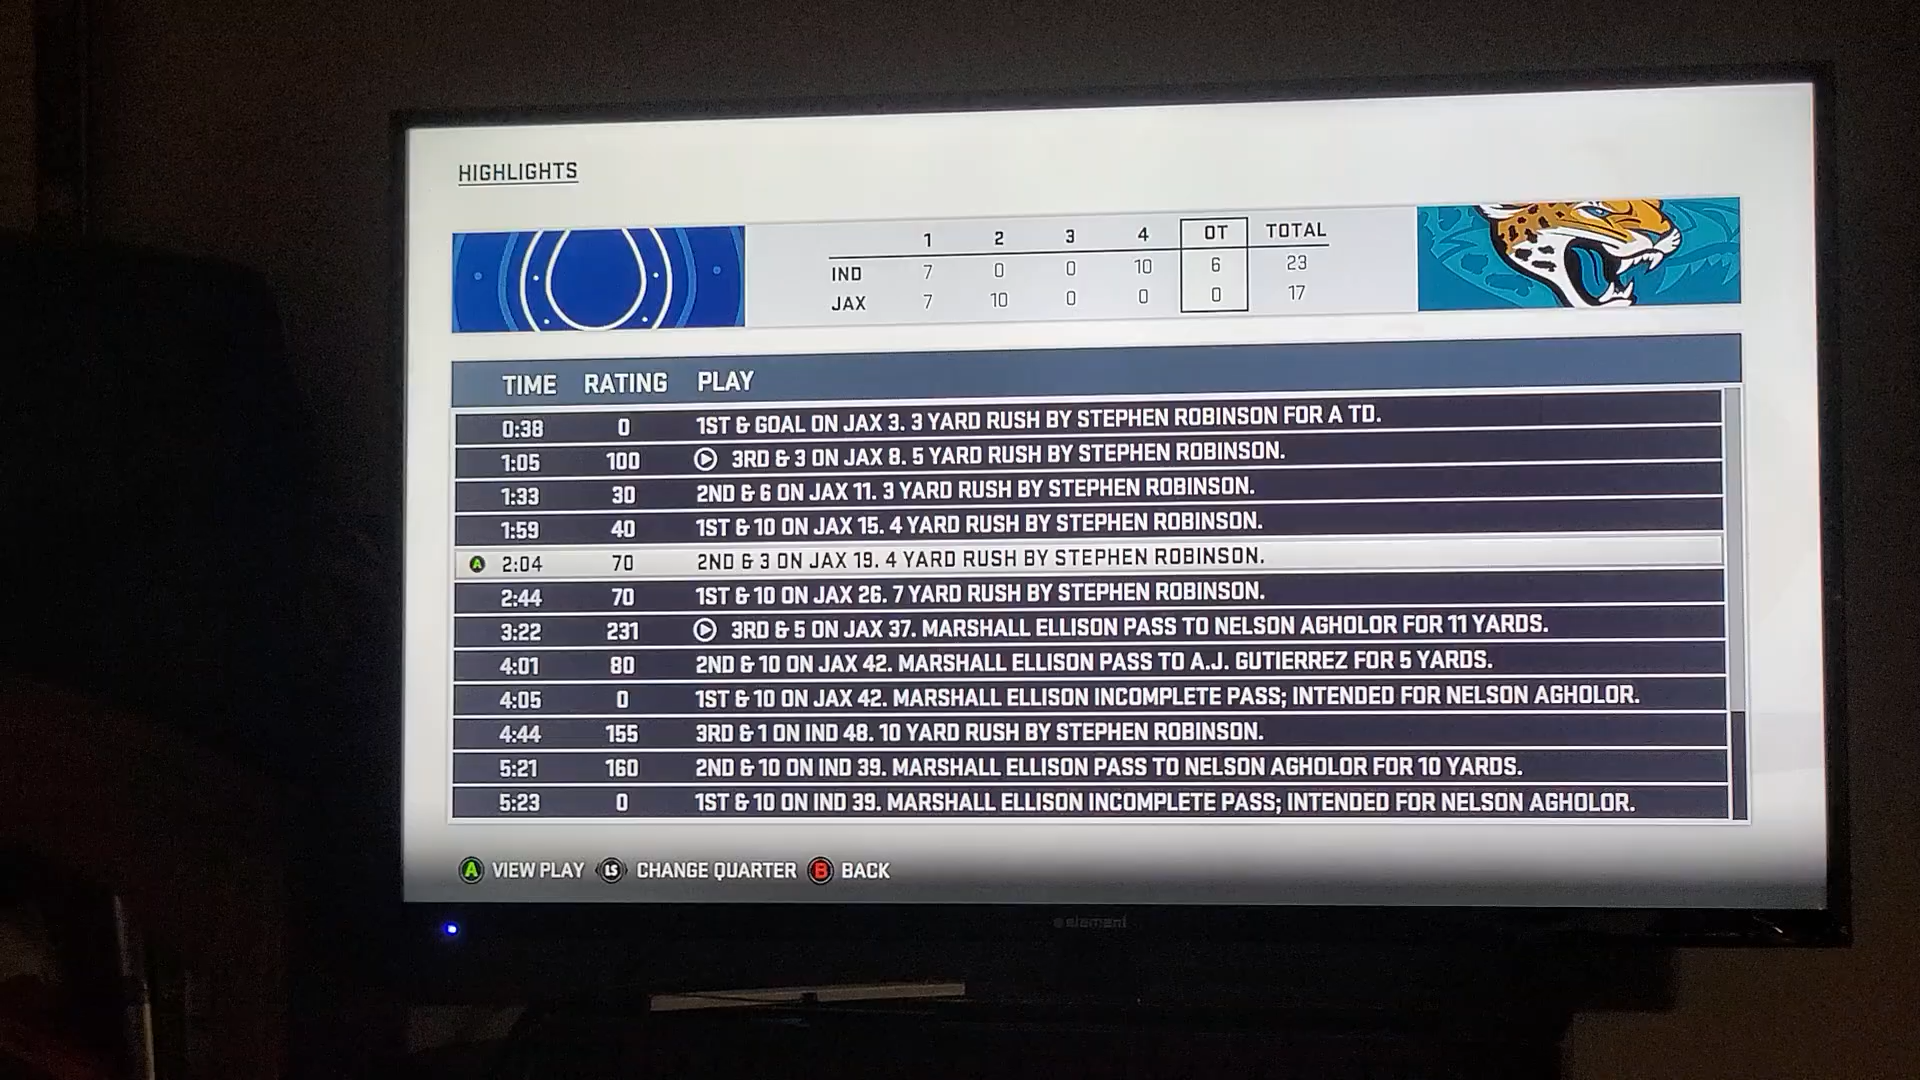 HIGHLIGHTS
1 2 3 4 OT TOTAL
IND 7 0 0 10 6 23
JAX 7 10 0 0 0 17
TIME RATING PLAY
0:38 0 1ST & GOAL ON JAX 3. 3 YARD RUSH BY STEPHEN ROBINSON FOR A TD.
1:05 100 3RD & 3 ON JAX 8. 5 YARD RUSH BY STEPHEN ROBINSON.
1:33 30 2ND & 6 ON JAX 11. 3 YARD RUSH BY STEPHEN ROBINSON.
1:59 40 1ST & 10 ON JAX 15. 4 YARD RUSH BY STEPHEN ROBINSON.
A 2:04 70 2ND & 3 ON JAX 19. 4 YARD RUSH BY STEPHEN ROBINSON.
2:44 70 1ST & 10 ON JAX 26. 7 YARD RUSH BY STEPHEN ROBINSON.
3:22 231 3RD & 5 ON JAX 37. MARSHALL ELLISON PASS TO NELSON AGHOLOR FOR 11 YARDS.
4:01 80 2ND & 10 ON JAX 42. MARSHALL ELLISON PASS TO A.J. GUTIERREZ FOR 5 YARDS.
4:05 0 1ST & 10 ON JAX 42. MARSHALL ELLISON INCOMPLETE PASS; INTENDED FOR NELSON AGHOLOR.
4:44 155 3RD & 1 ON IND 48. 10 YARD RUSH BY STEPHEN ROBINSON.
5:21 160 2ND & 10 ON IND 39. MARSHALL ELLISON PASS TO NELSON AGHOLOR FOR 10 YARDS.
5:23 0 1ST & 10 ON IND 39. MARSHALL ELLISON INCOMPLETE PASS; INTENDED FOR NELSON AGHOLOR.
A VIEW PLAY LS CHANGE QUARTER B BACK
element